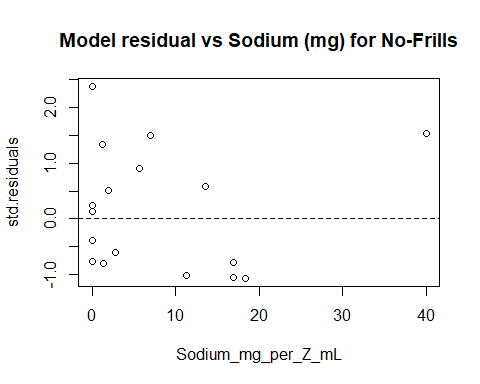 Model residual vs Sodium (mg) for No-Frills
std.residuals
2.0
1.0
0.0
-1.0
0 10 20 30 40
Sodium_mg_per_Z_mL